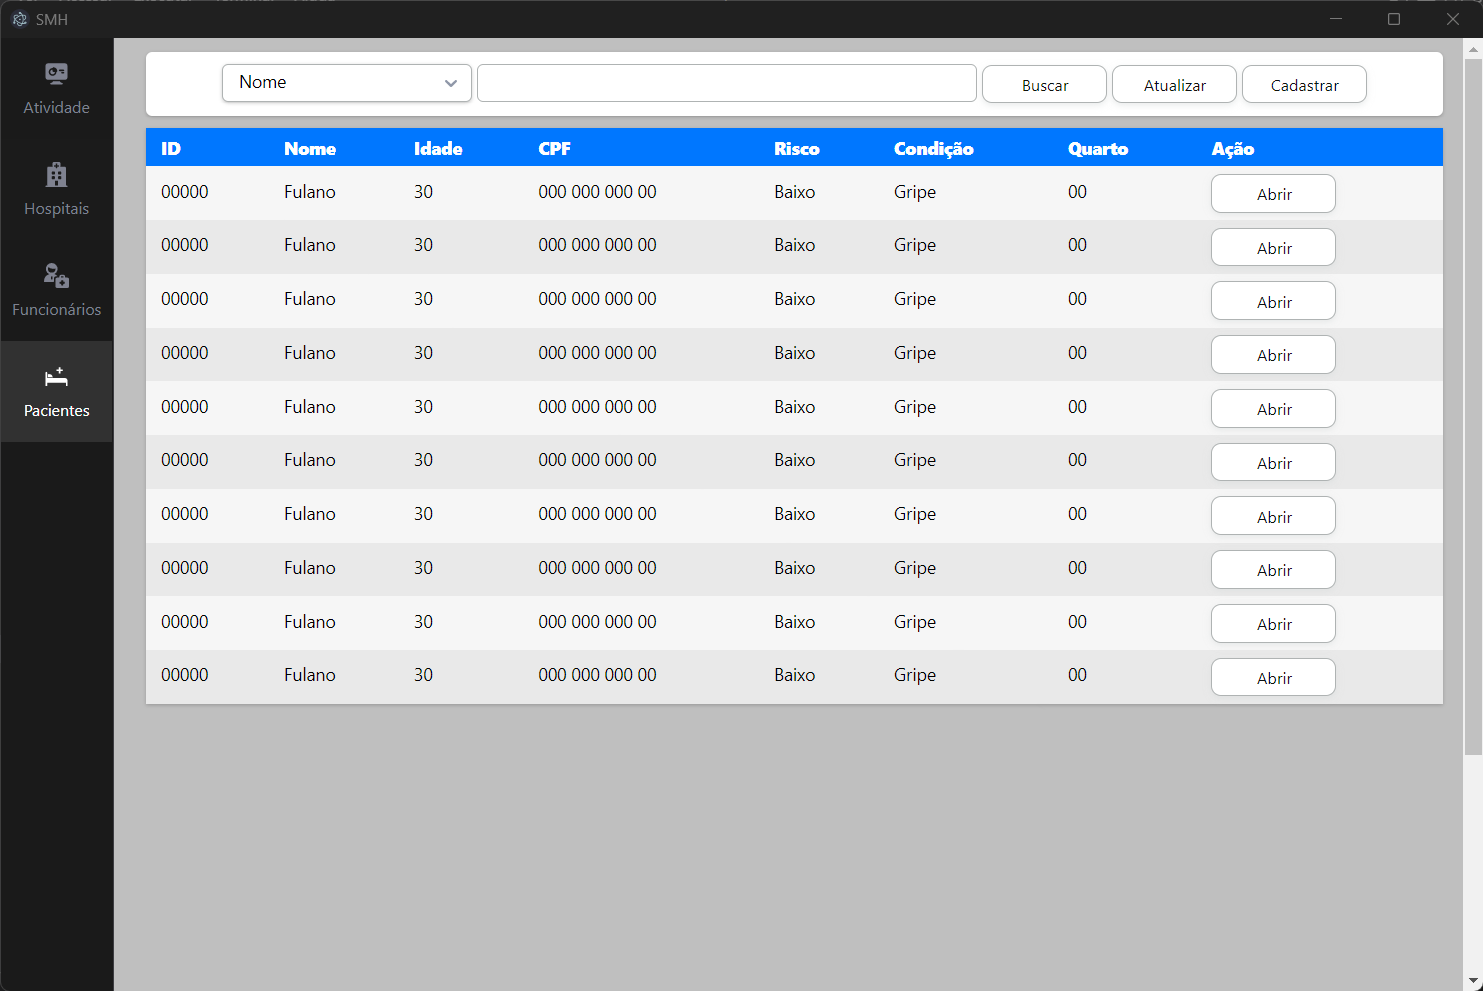 SMH
Atividade
Hospitais
Funcionários
Pacientes
Nome Buscar Atualizar Cadastrar
ID Nome Idade CPF Risco Condição Quarto Ação
00000 Fulano 30 000 000 000 00 Baixo Gripe 00 Abrir
00000 Fulano 30 000 000 000 00 Baixo Gripe 00 Abrir
00000 Fulano 30 000 000 000 00 Baixo Gripe 00 Abrir
00000 Fulano 30 000 000 000 00 Baixo Gripe 00 Abrir
00000 Fulano 30 000 000 000 00 Baixo Gripe 00 Abrir
00000 Fulano 30 000 000 000 00 Baixo Gripe 00 Abrir
00000 Fulano 30 000 000 000 00 Baixo Gripe 00 Abrir
00000 Fulano 30 000 000 000 00 Baixo Gripe 00 Abrir
00000 Fulano 30 000 000 000 00 Baixo Gripe 00 Abrir
00000 Fulano 30 000 000 000 00 Baixo Gripe 00 Abrir